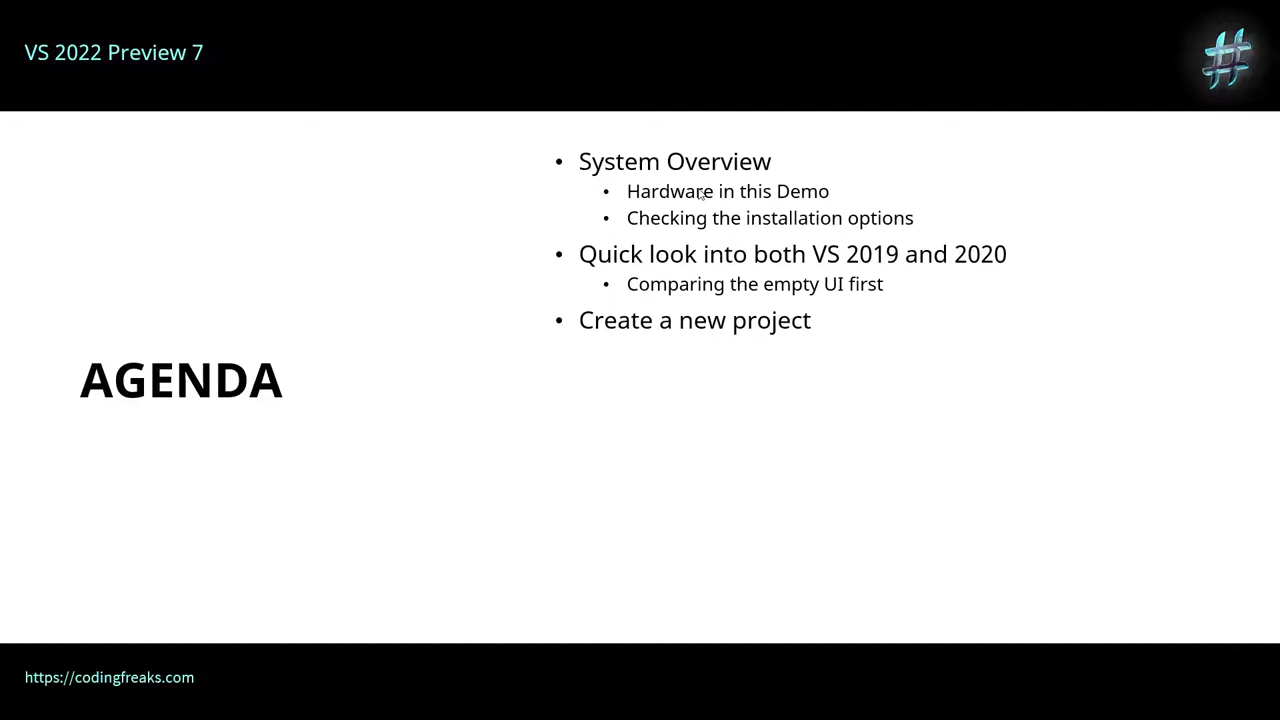 VS 2022 Preview 7
#
• System Overview
• Hardware in this Demo
• Checking the installation options
• Quick look into both VS 2019 and 2020
• Comparing the empty UI first
• Create a new project
AGENDA
https://codingfreaks.com